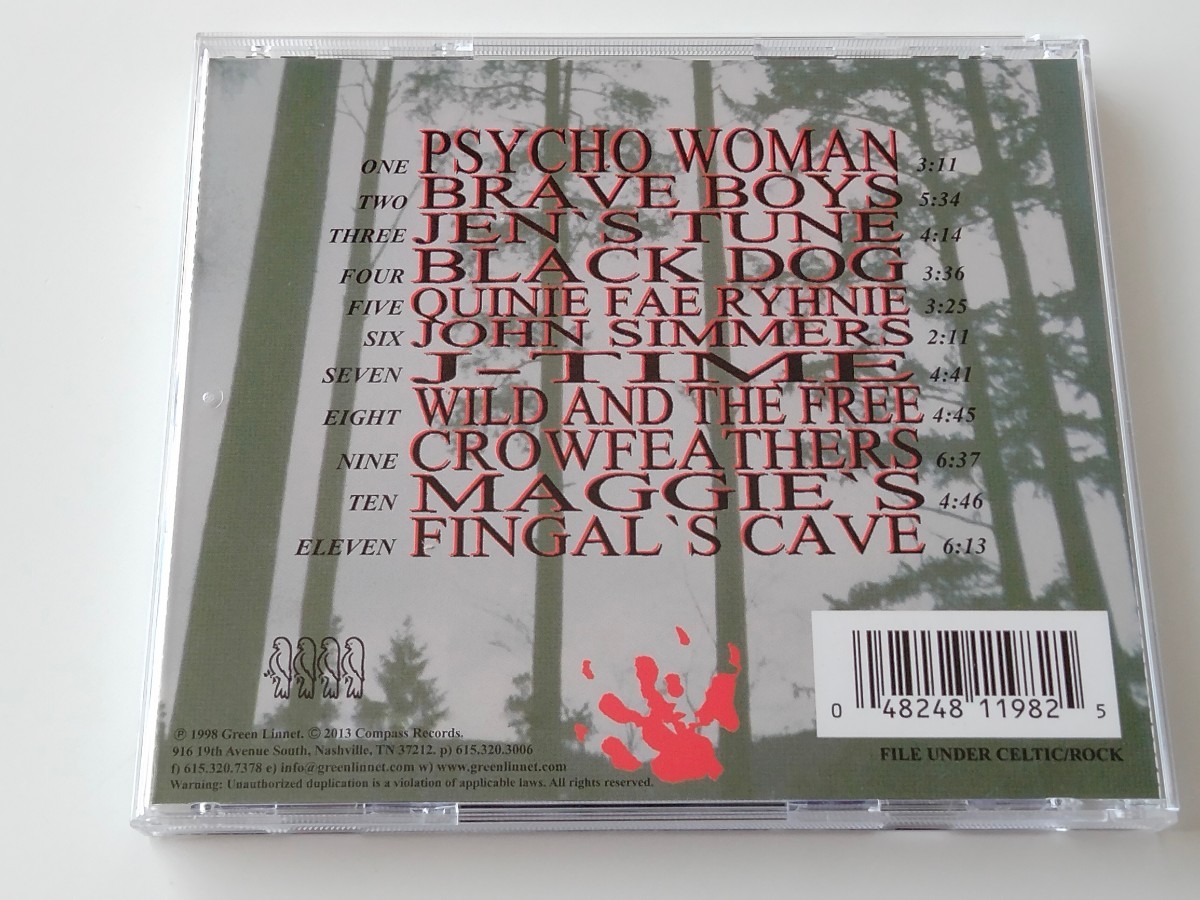 ONE PSYCHO WOMAN 3:11
TWO BRAVE BOYS 5:34
THREE JEN`S TUNE 4:14
FOUR BLACK DOG 3:36
FIVE QUINIE FAE RYHNIE 3:25
SIX JOHN SIMMERS 2:11
SEVEN J-TIME 4:41
EIGHT WILD AND THE FREE 4:45
NINE CROWFEATHERS 6:37
TEN MAGGIE`S 4:46
ELEVEN FINGAL`S CAVE 6:13
0 48248 11982 5
℗ 1998 Green Linnet. © 2013 Compass Records.
916 19th Avenue South, Nashville, TN 37212. p) 615.320.3006
f) 615.320.7378 e) info@greenlinnet.com w) www.greenlinnet.com
Warning: Unauthorized duplication is a violation of applicable laws. All rights reserved.
FILE UNDER CELTIC/ROCK